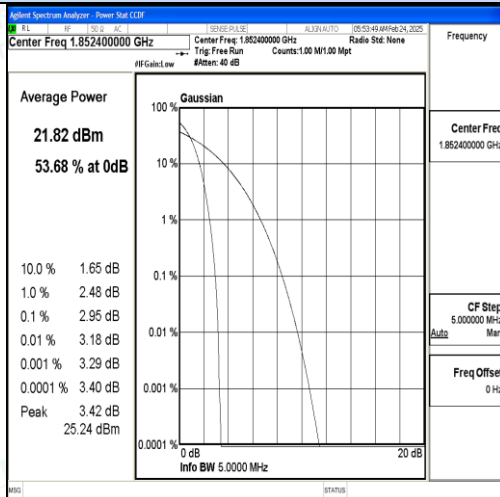 Agilent Spectrum Analyzer - Power Stat CCDF
RL RF 50 Ω AC SENSE:PULSE ALIGN AUTO 05:53:49 AM Feb 24, 2025
Center Freq 1.852400000 GHz
Center Freq: 1.852400000 GHz Radio Std: None
Trig: Free Run Counts:1.00 M/1.00 Mpt
#IFGain:Low #Atten: 40 dB
Frequency
Average Power
21.82 dBm
53.68 % at 0dB
10.0 % 1.65 dB
1.0 % 2.48 dB
0.1 % 2.95 dB
0.01 % 3.18 dB
0.001 % 3.29 dB
0.0001 % 3.40 dB
Peak 3.42 dB
25.24 dBm
Gaussian
100 %
10 %
1 %
0.1 %
0.01 %
0.001 %
0.0001 %
0 dB 20 dB
Info BW 5.0000 MHz
Center Freq
1.852400000 GHz
CF Step
5.000000 MHz
Auto Man
Freq Offset
0 Hz
MSG STATUS